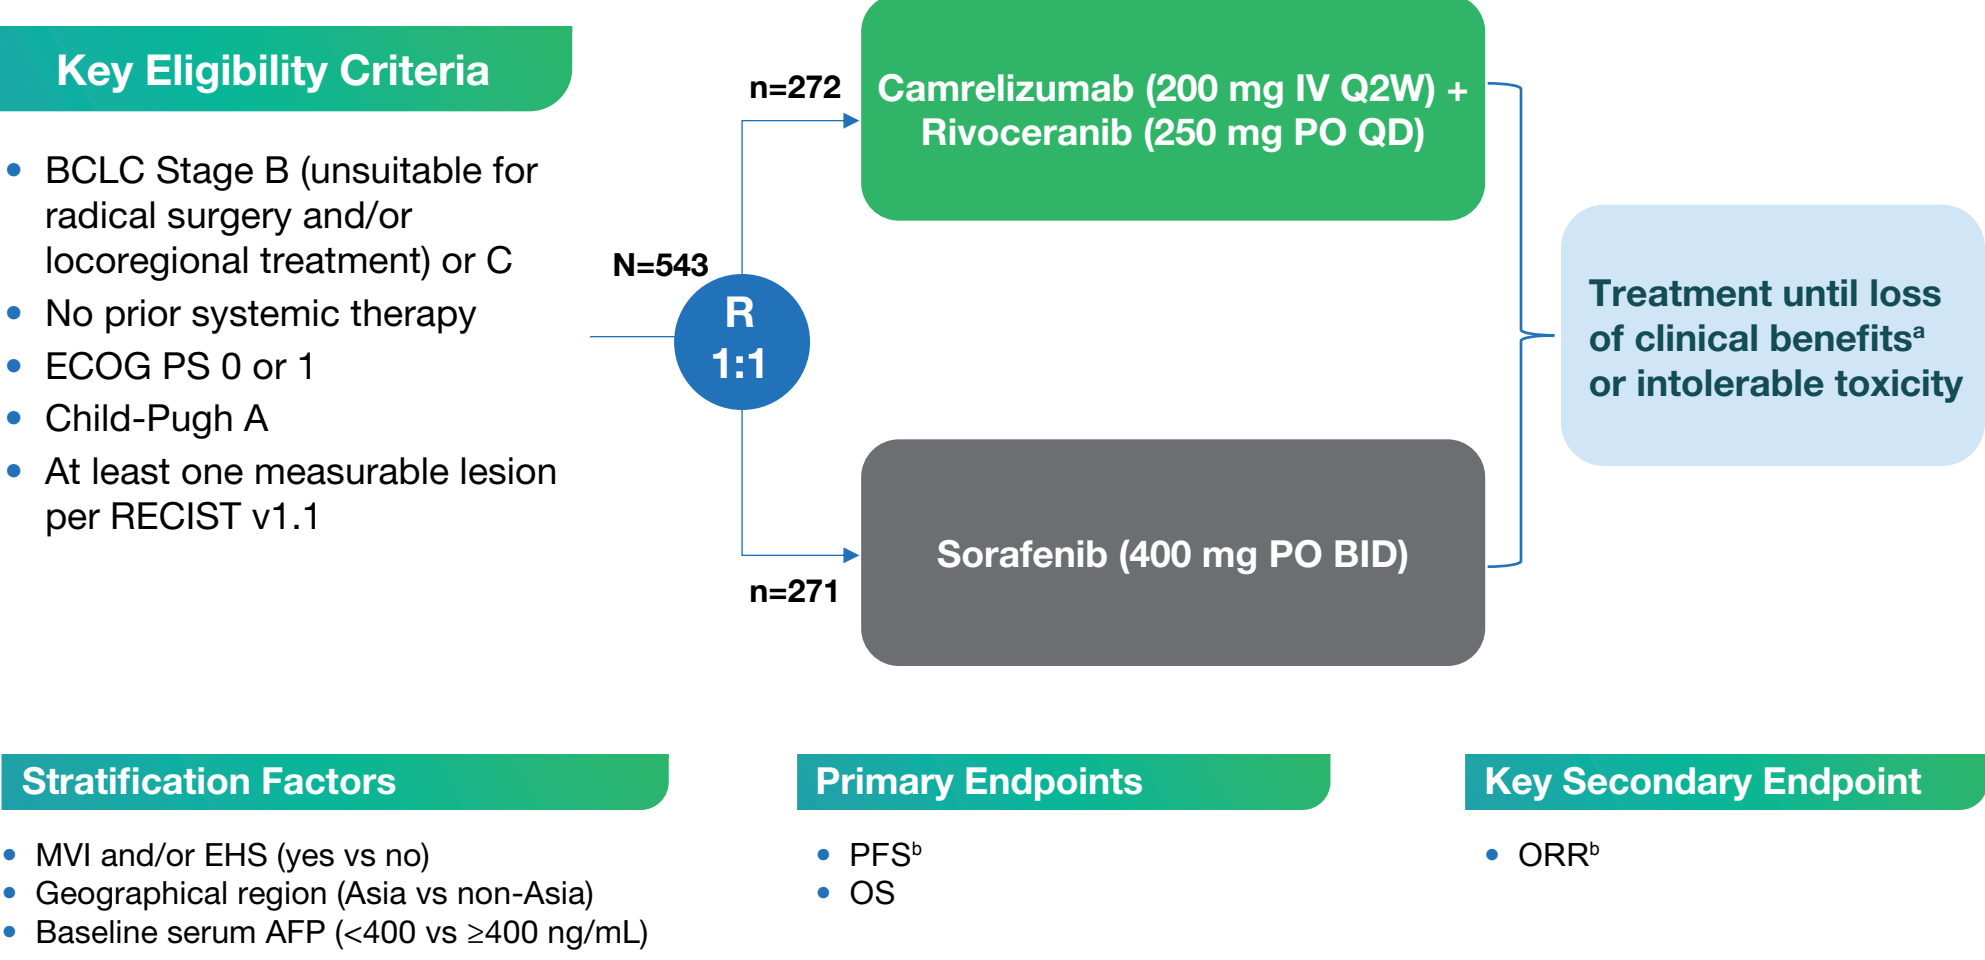 Key Eligibility Criteria
• BCLC Stage B (unsuitable for
radical surgery and/or
locoregional treatment) or C
• No prior systemic therapy
• ECOG PS 0 or 1
• Child-Pugh A
• At least one measurable lesion
per RECIST v1.1
N=543
R
1:1
n=272
Camrelizumab (200 mg IV Q2W) +
Rivoceranib (250 mg PO QD)
n=271
Sorafenib (400 mg PO BID)
Treatment until loss
of clinical benefitsᵃ
or intolerable toxicity
Stratification Factors
• MVI and/or EHS (yes vs no)
• Geographical region (Asia vs non-Asia)
• Baseline serum AFP (<400 vs ≥400 ng/mL)
Primary Endpoints
• PFSᵇ
• OS
Key Secondary Endpoint
• ORRᵇ